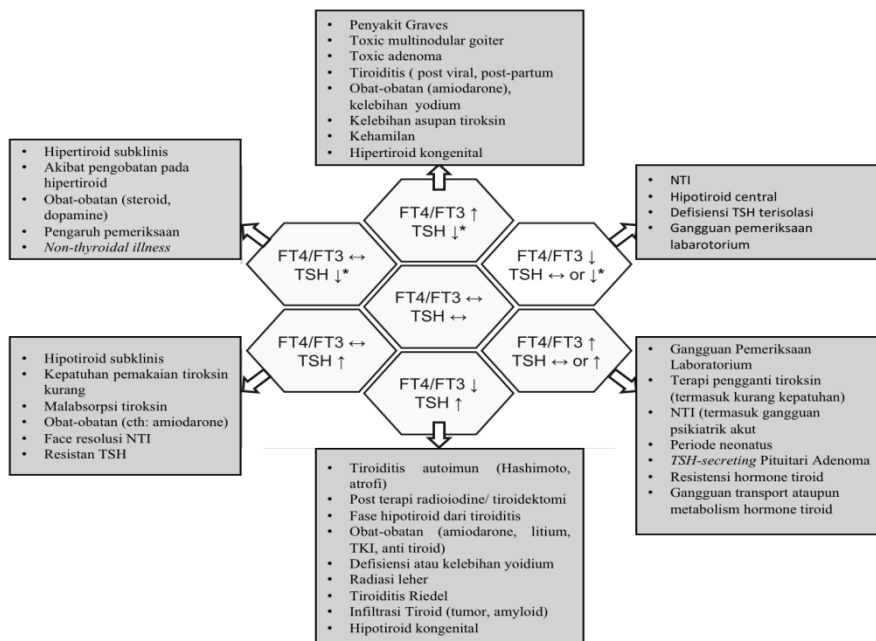 • Penyakit Graves
• Toxic multinodular goiter
• Toxic adenoma
• Tiroiditis ( post viral, post-partum
• Obat-obatan (amiodarone),
kelebihan yodium
• Kelebihan asupan tiroksin
• Kehamilan
• Hipertiroid kongenital
• Hipertiroid subklinis
• Akibat pengobatan pada
hipertiroid
• Obat-obatan (steroid,
dopamine)
• Pengaruh pemeriksaan
• Non-thyroidal illness
• NTI
• Hipotiroid central
• Defisiensi TSH terisolasi
• Gangguan pemeriksaan
labarotorium
FT4/FT3 ↑
TSH ↓*
FT4/FT3 ↔
TSH ↓*
FT4/FT3 ↓
TSH ↔ or ↓*
FT4/FT3 ↔
TSH ↔
FT4/FT3 ↔
TSH ↑
FT4/FT3 ↑
TSH ↔ or ↑
FT4/FT3 ↓
TSH ↑
• Hipotiroid subklinis
• Kepatuhan pemakaian tiroksin
kurang
• Malabsorpsi tiroksin
• Obat-obatan (cth: amiodarone)
• Face resolusi NTI
• Resistan TSH
• Gangguan Pemeriksaan
Laboratorium
• Terapi pengganti tiroksin
(termasuk kurang kepatuhan)
• NTI (termasuk gangguan
psikiatrik akut
• Periode neonatus
• TSH-secreting Pituitari Adenoma
• Resistensi hormone tiroid
• Gangguan transport ataupun
metabolism hormone tiroid
• Tiroiditis autoimun (Hashimoto,
atrofi)
• Post terapi radioiodine/ tiroidektomi
• Fase hipotiroid dari tiroiditis
• Obat-obatan (amiodarone, litium,
TKI, anti tiroid)
• Defisiensi atau kelebihan yoidium
• Radiasi leher
• Tiroiditis Riedel
• Infiltrasi Tiroid (tumor, amyloid)
• Hipotiroid kongenital